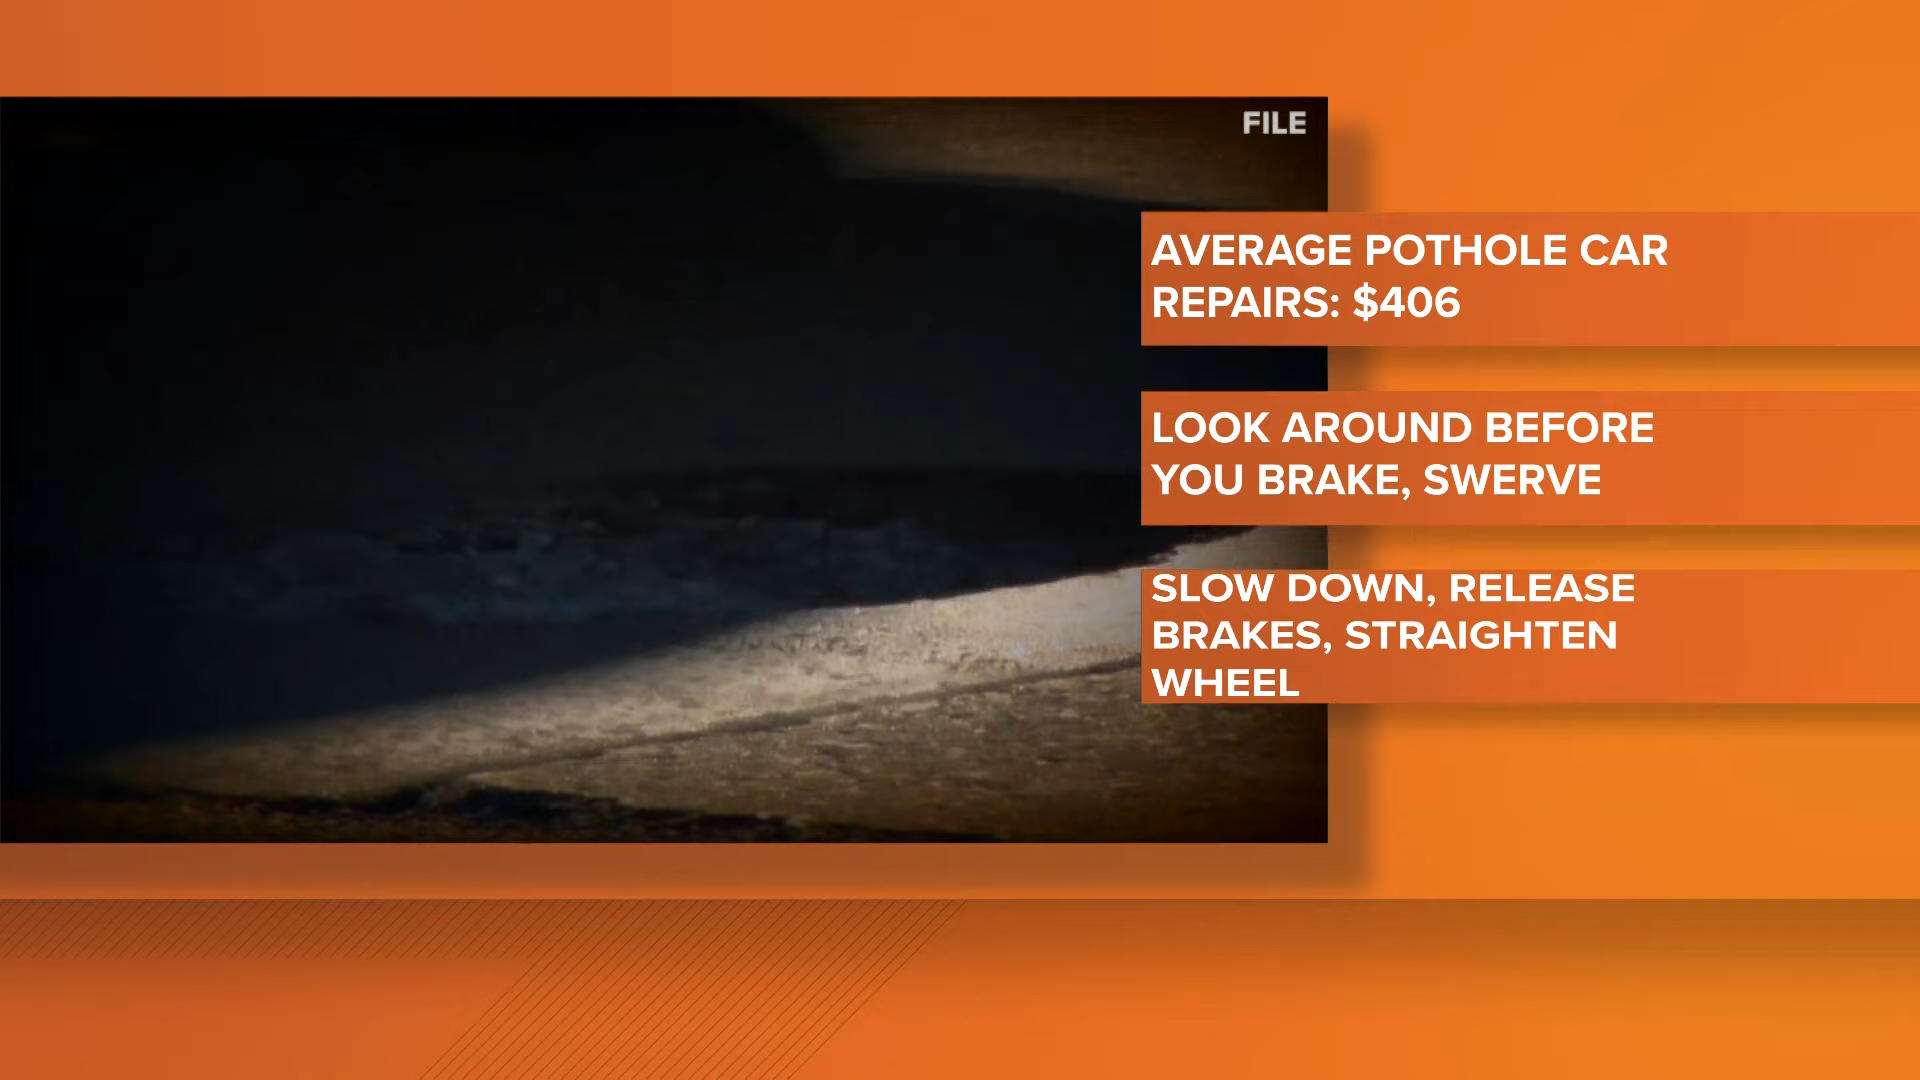 FILE
AVERAGE POTHOLE CAR
REPAIRS: $406
LOOK AROUND BEFORE
YOU BRAKE, SWERVE
SLOW DOWN, RELEASE
BRAKES, STRAIGHTEN
WHEEL